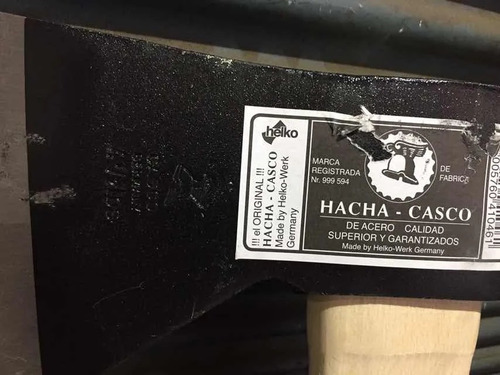 helko
!!! el ORIGINAL !!!
HACHA - CASCO
Made by Helko-Werk
Germany
MARCA
REGISTRADA
Nr. 999 594
DE
FABRICA
HACHA - CASCO
DE ACERO CALIDAD
SUPERIOR Y GARANTIZADOS
Made by Helko-Werk Germany